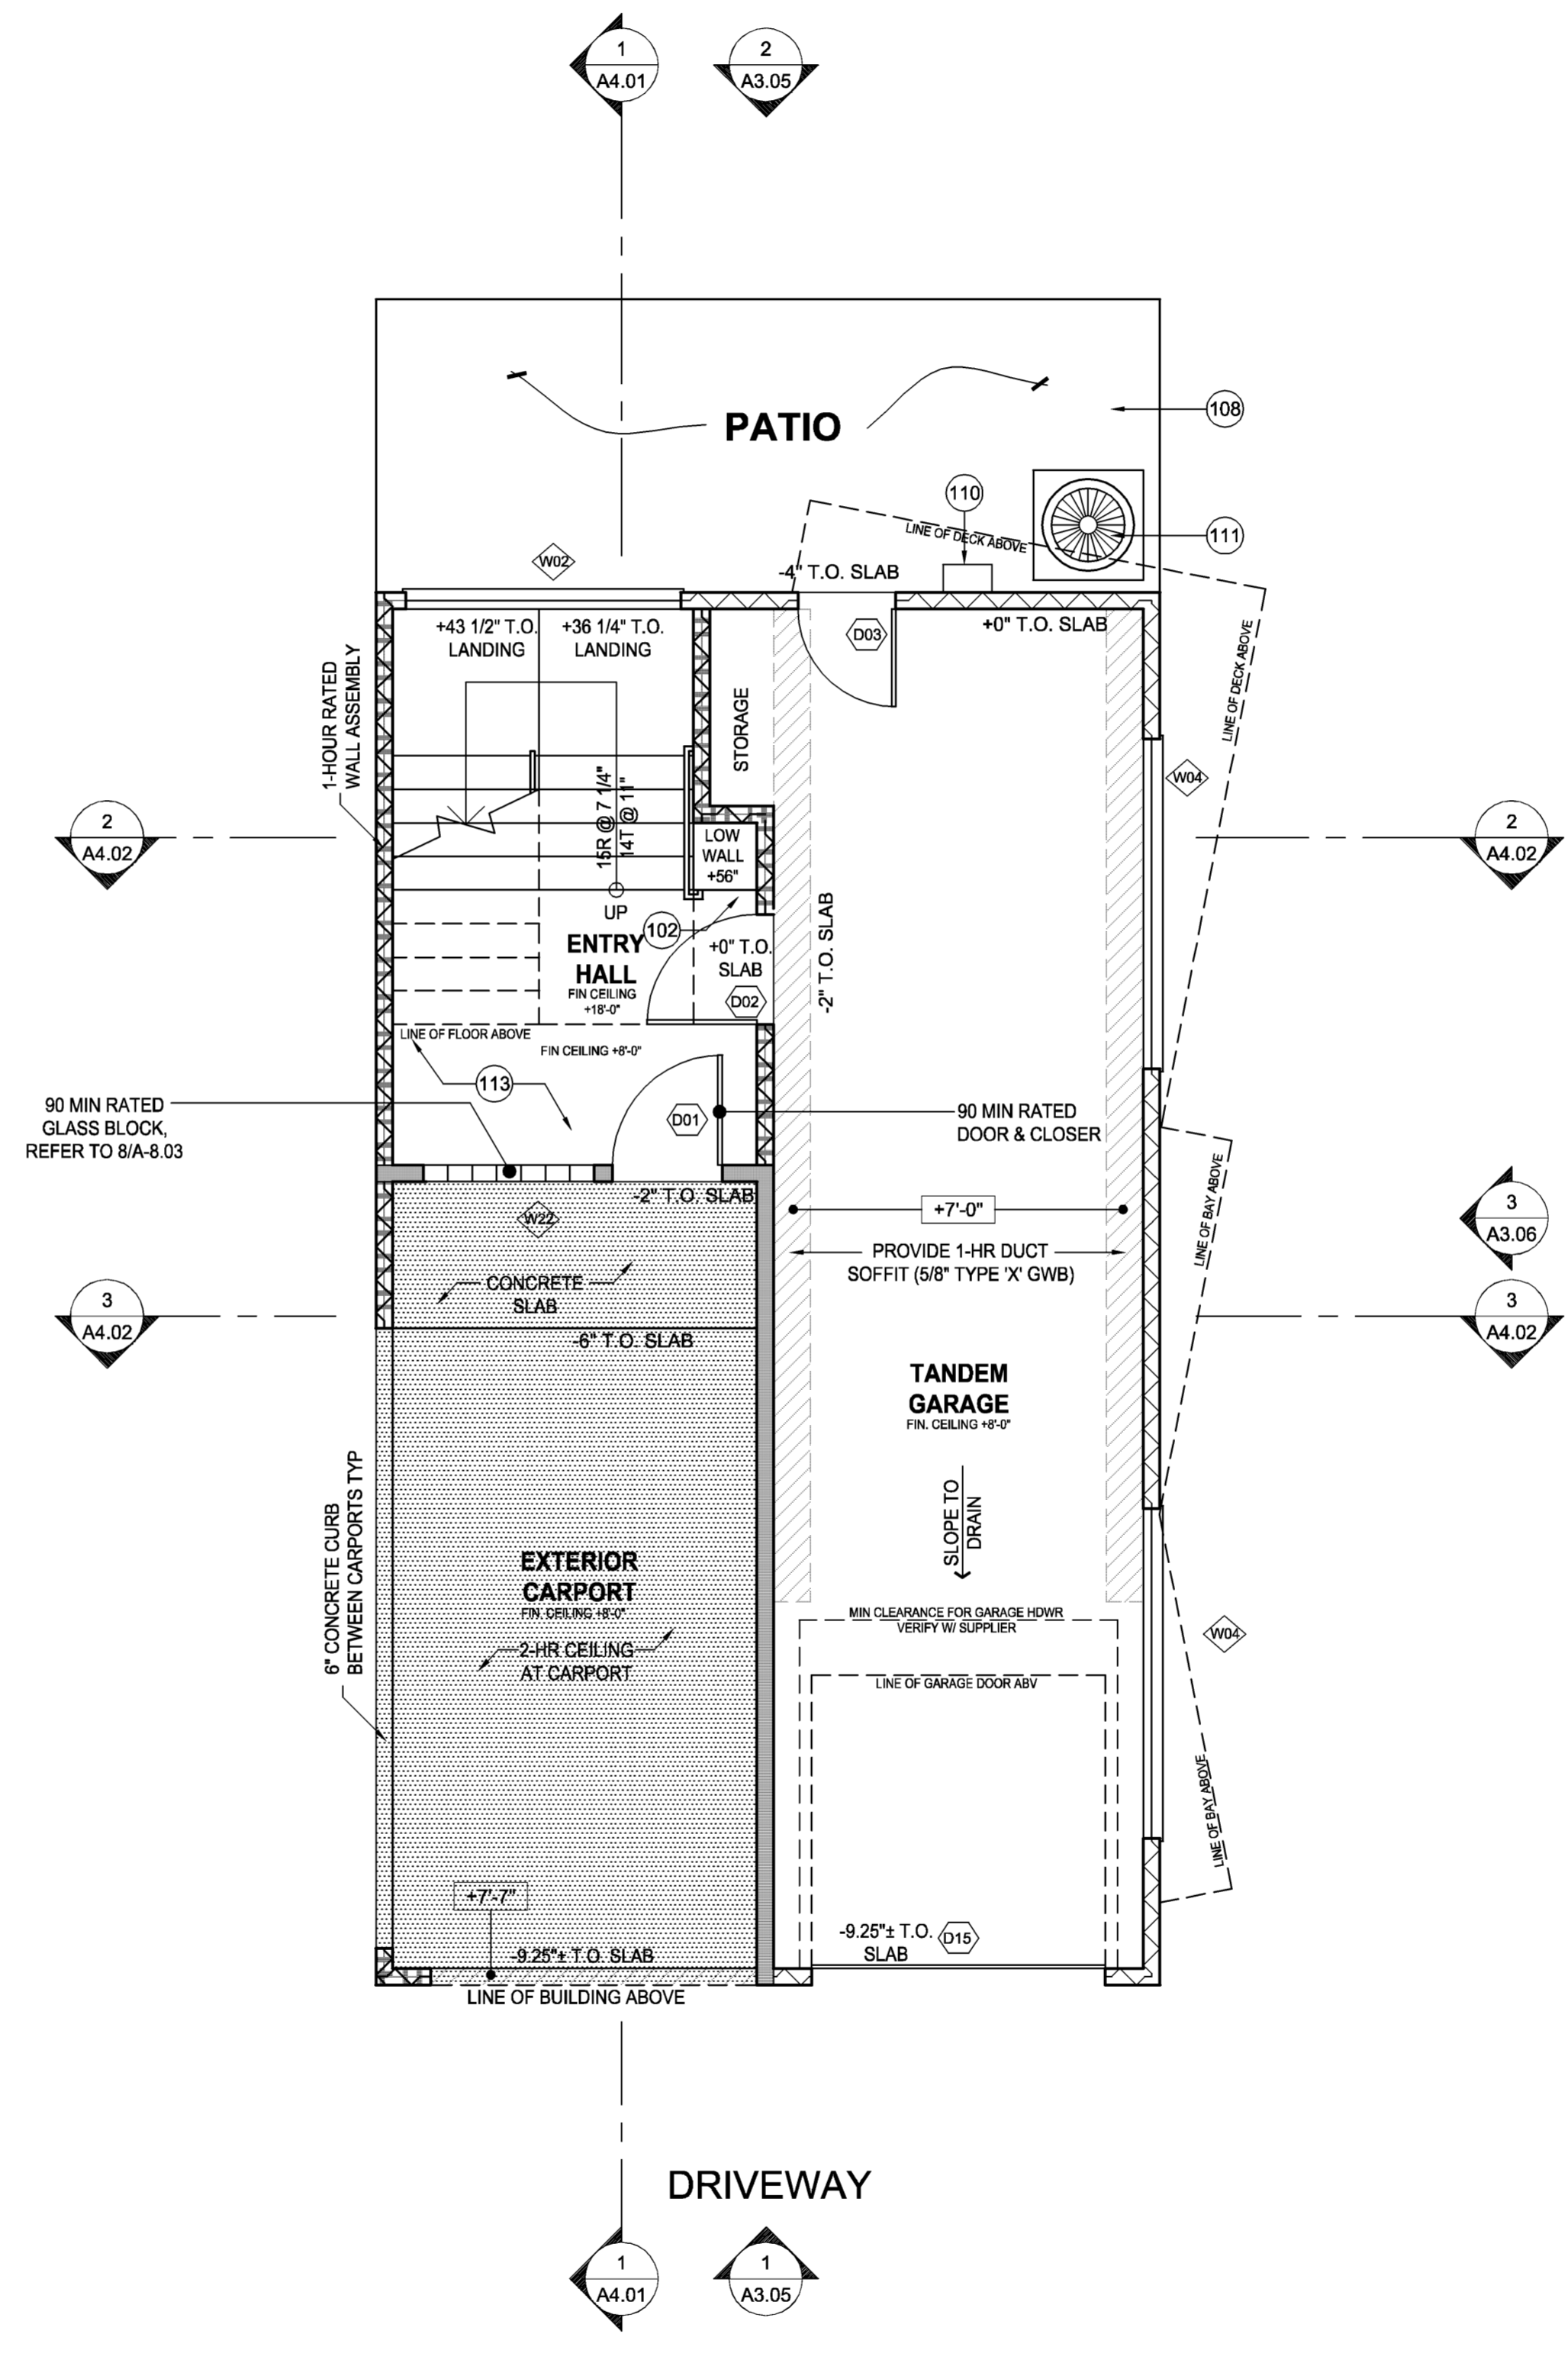 1
A4.01
2
A3.05
PATIO
108
110
111
LINE OF DECK ABOVE
W02
-4" T.O. SLAB
+43 1/2" T.O.
LANDING
+36 1/4" T.O.
LANDING
D03
+0" T.O. SLAB
1-HOUR RATED
WALL ASSEMBLY
STORAGE
LINE OF DECK ABOVE
W04
15R @ 7 1/4"
14T @ 11"
2
A4.02
LOW
WALL
+56"
2
A4.02
UP
102
ENTRY
HALL
FIN CEILING
+18'-0"
+0" T.O.
SLAB
D02
-2" T.O. SLAB
LINE OF FLOOR ABOVE
FIN CEILING +8'-0"
113
90 MIN RATED
GLASS BLOCK,
REFER TO 8/A-8.03
D01
90 MIN RATED
DOOR & CLOSER
-2" T.O. SLAB
W22
+7'-0"
LINE OF BAY ABOVE
3
A3.06
PROVIDE 1-HR DUCT
SOFFIT (5/8" TYPE 'X' GWB)
CONCRETE
SLAB
3
A4.02
-6" T.O. SLAB
3
A4.02
TANDEM
GARAGE
FIN. CEILING +8'-0"
SLOPE TO
DRAIN
6" CONCRETE CURB
BETWEEN CARPORTS TYP
EXTERIOR
CARPORT
FIN. CEILING +8'-0"
2-HR CEILING
AT CARPORT
MIN CLEARANCE FOR GARAGE HDWR
VERIFY W/ SUPPLIER
W04
LINE OF GARAGE DOOR ABV
LINE OF BAY ABOVE
+7'-7"
-9.25"± T.O. SLAB
-9.25"± T.O.
SLAB
D15
LINE OF BUILDING ABOVE
DRIVEWAY
1
A4.01
1
A3.05